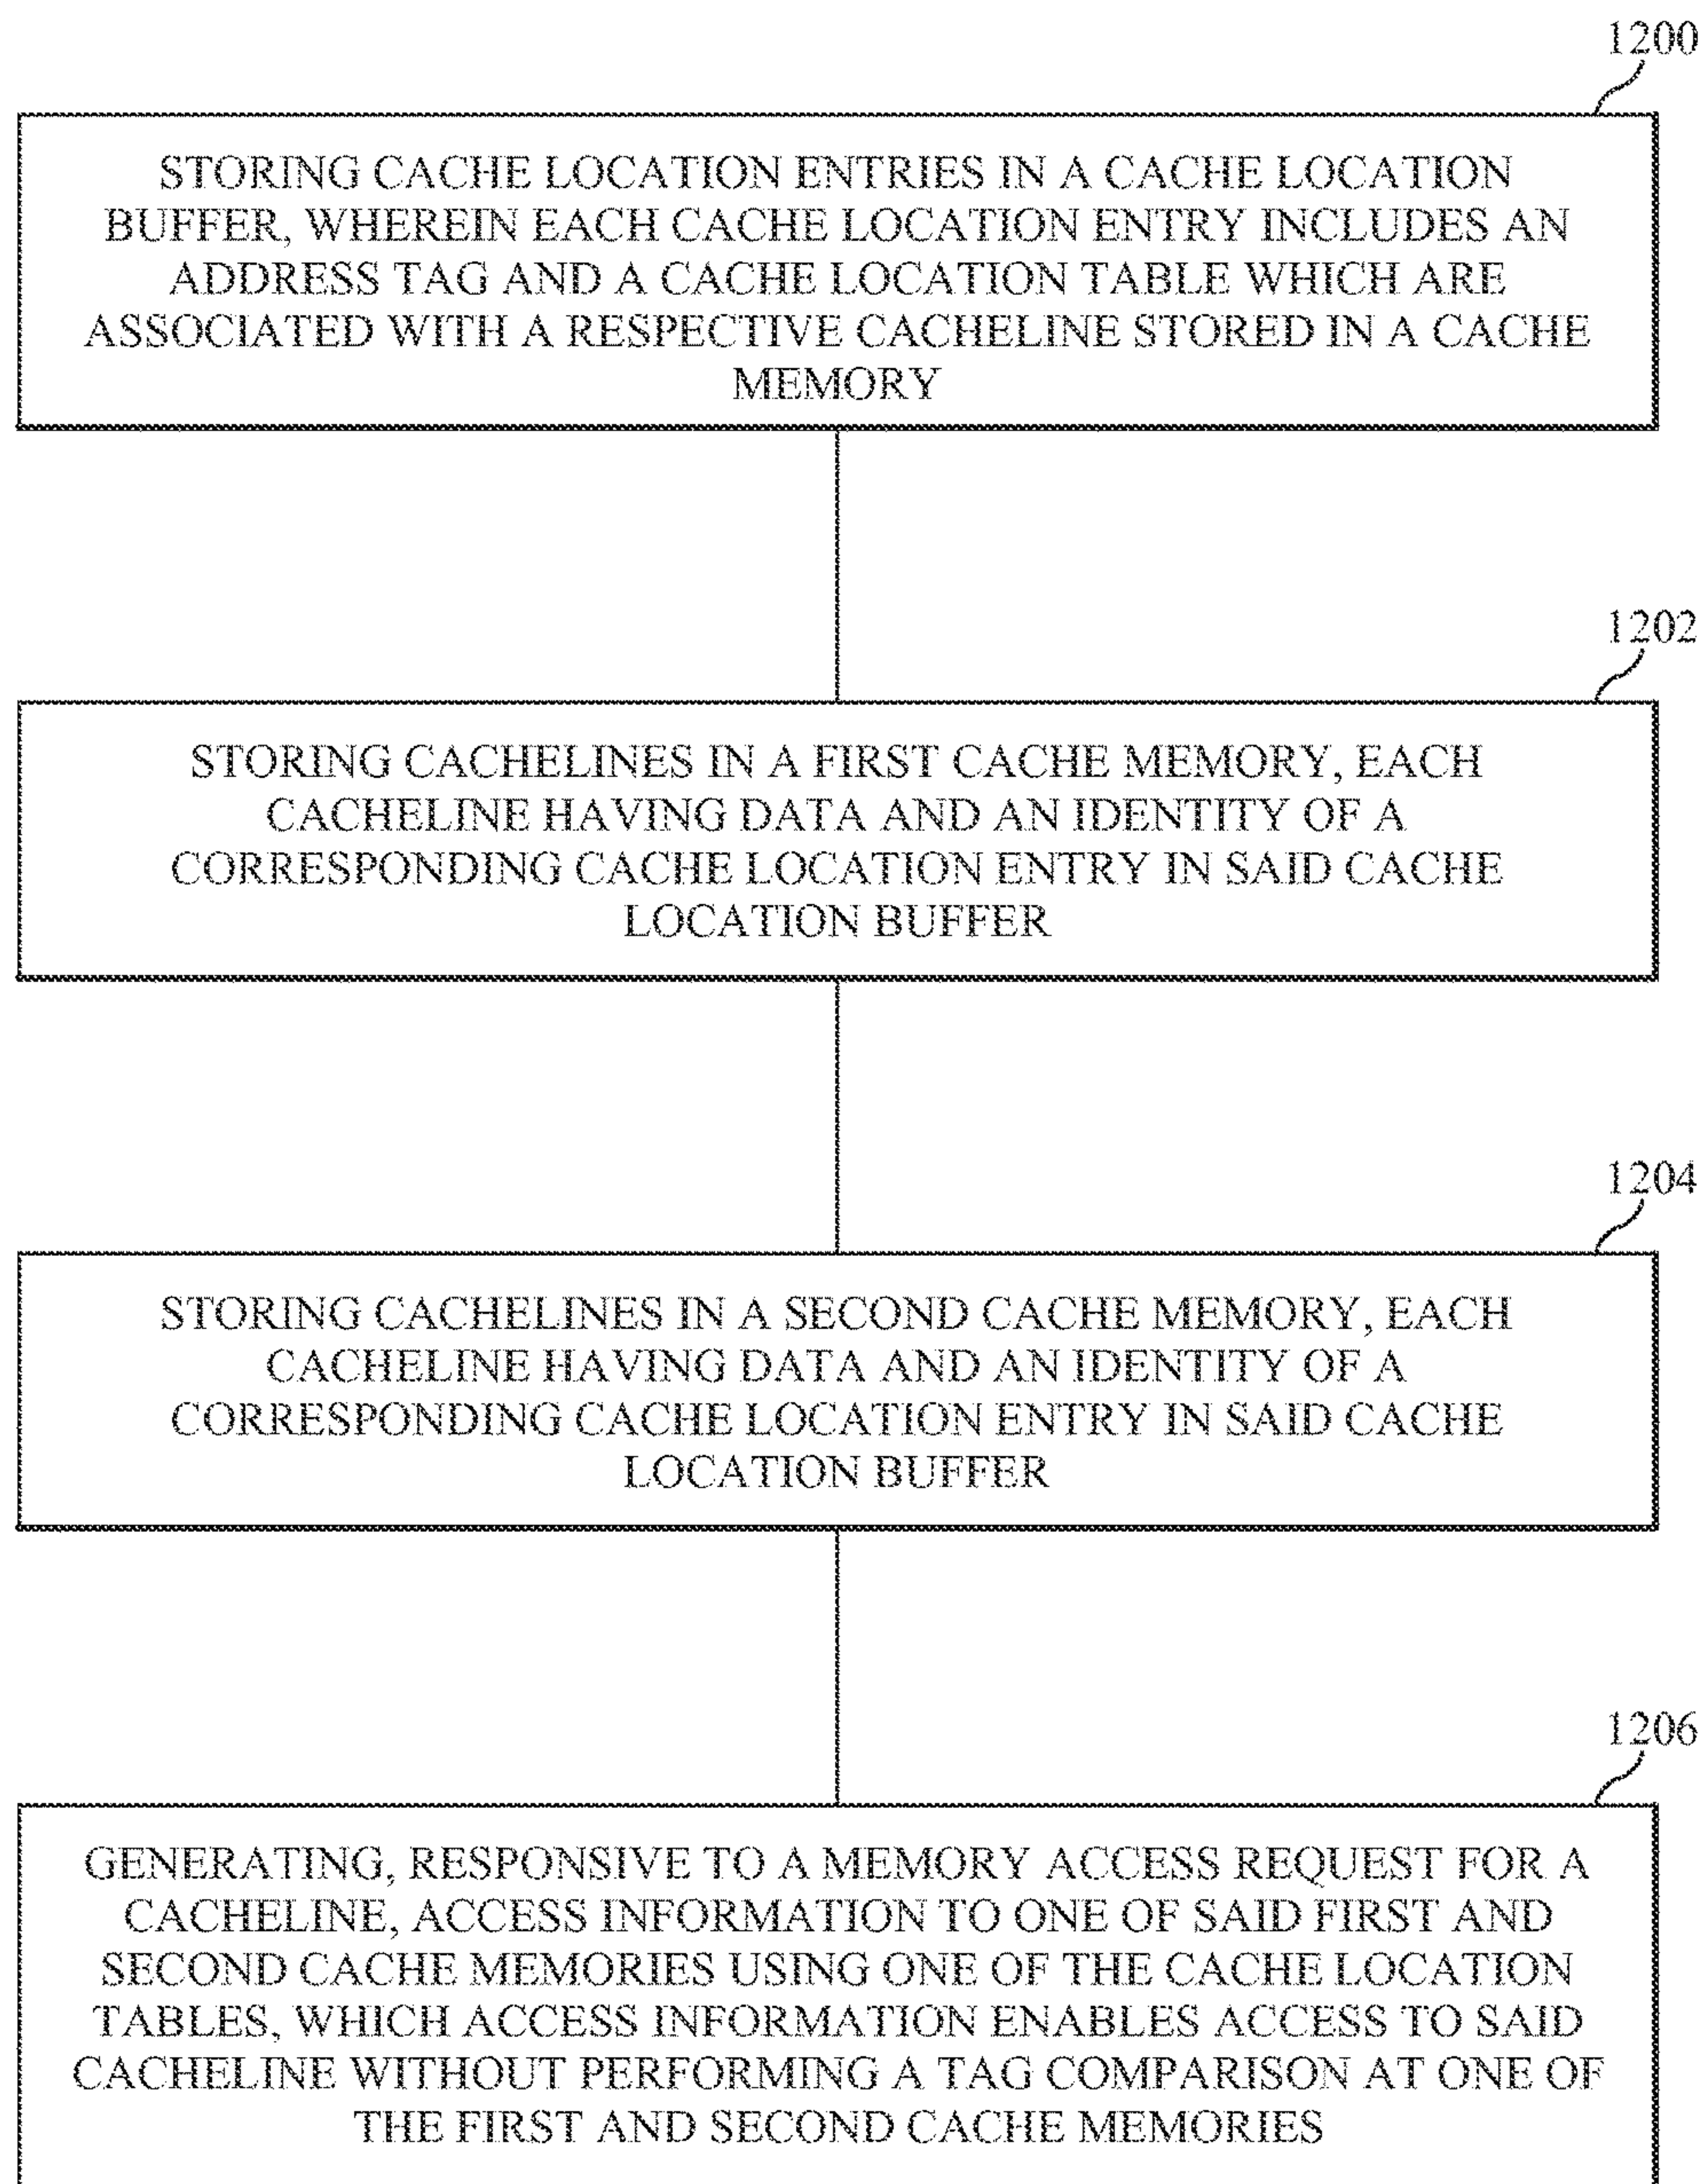 1200
STORING CACHE LOCATION ENTRIES IN A CACHE LOCATION
BUFFER, WHEREIN EACH CACHE LOCATION ENTRY INCLUDES AN
ADDRESS TAG AND A CACHE LOCATION TABLE WHICH ARE
ASSOCIATED WITH A RESPECTIVE CACHELINE STORED IN A CACHE
MEMORY
1202
STORING CACHELINES IN A FIRST CACHE MEMORY, EACH
CACHELINE HAVING DATA AND AN IDENTITY OF A
CORRESPONDING CACHE LOCATION ENTRY IN SAID CACHE
LOCATION BUFFER
1204
STORING CACHELINES IN A SECOND CACHE MEMORY, EACH
CACHELINE HAVING DATA AND AN IDENTITY OF A
CORRESPONDING CACHE LOCATION ENTRY IN SAID CACHE
LOCATION BUFFER
1206
GENERATING, RESPONSIVE TO A MEMORY ACCESS REQUEST FOR A
CACHELINE, ACCESS INFORMATION TO ONE OF SAID FIRST AND
SECOND CACHE MEMORIES USING ONE OF THE CACHE LOCATION
TABLES, WHICH ACCESS INFORMATION ENABLES ACCESS TO SAID
CACHELINE WITHOUT PERFORMING A TAG COMPARISON AT ONE OF
THE FIRST AND SECOND CACHE MEMORIES